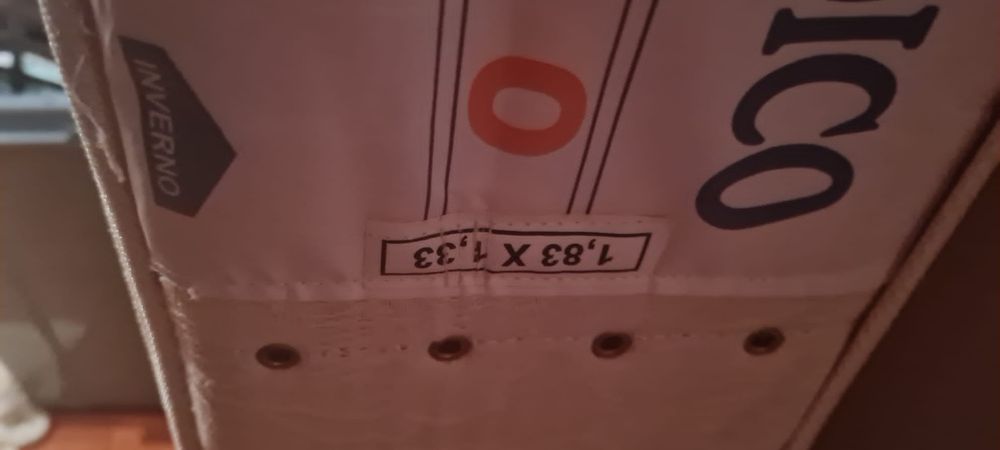 INVERNO
O
ICO
1,83 X 1,33